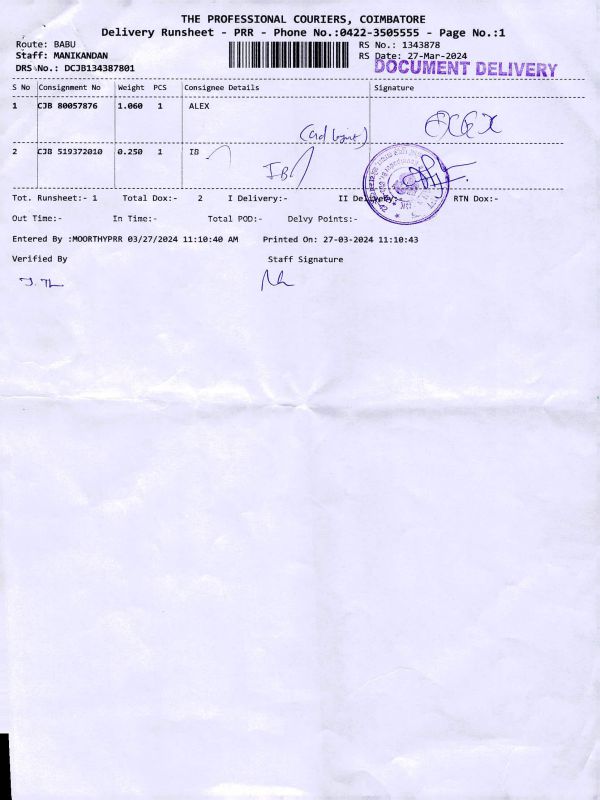 THE PROFESSIONAL COURIERS, COIMBATORE
Delivery Runsheet - PRR - Phone No.:0422-3505555 - Page No.:1
Route: BABU RS No.: 1343878
Staff: MANIKANDAN RS Date: 27-Mar-2024
DRS No.: DCJB134387801 DOCUMENT DELIVERY
S No Consignment No Weight PCS Consignee Details Signature
1 CJB 80057876 1.060 1 ALEX
2 CJB 519372010 0.250 1 IB
IB
Tot. Runsheet:- 1 Total Dox:- 2 I Delivery:- II Delivery:- RTN Dox:-
Out Time:- In Time:- Total POD:- Delvy Points:-
Entered By :MOORTHYPRR 03/27/2024 11:10:40 AM Printed On: 27-03-2024 11:10:43
Verified By Staff Signature